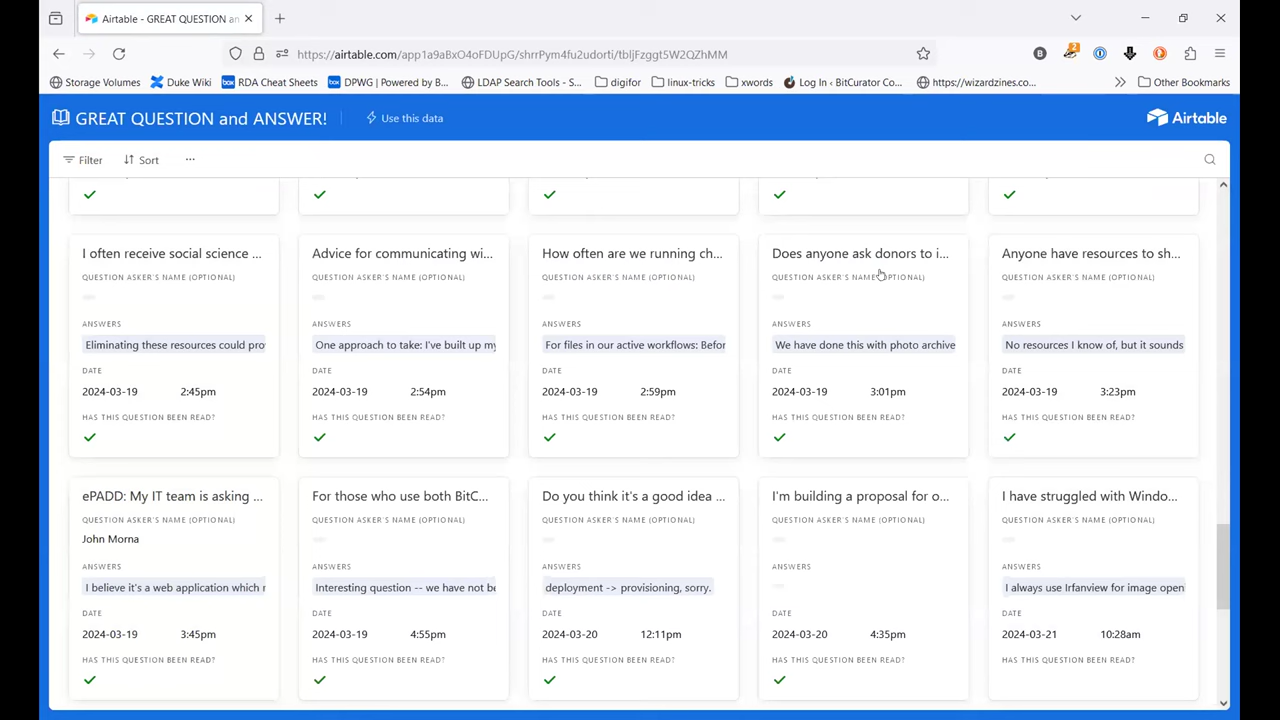 Airtable - GREAT QUESTION an
https://airtable.com/app1a9aBxO4oFDUpG/shrrPym4fu2udorti/tbljFzggt5W2QZhMM
2
B
Storage Volumes
Duke Wiki
box RDA Cheat Sheets
box DPWG | Powered by B...
LDAP Search Tools - S...
digifor
linux-tricks
xwords
Log In ‹ BitCurator Co...
https://wizardzines.co...
Other Bookmarks
GREAT QUESTION and ANSWER!
Use this data
Airtable
Filter
Sort
...
I often receive social science ...
QUESTION ASKER'S NAME (OPTIONAL)
ANSWERS
Eliminating these resources could pro
DATE
2024-03-19 2:45pm
HAS THIS QUESTION BEEN READ?
Advice for communicating wi...
QUESTION ASKER'S NAME (OPTIONAL)
ANSWERS
One approach to take: I've built up my
DATE
2024-03-19 2:54pm
HAS THIS QUESTION BEEN READ?
How often are we running ch...
QUESTION ASKER'S NAME (OPTIONAL)
ANSWERS
For files in our active workflows: Befor
DATE
2024-03-19 2:59pm
HAS THIS QUESTION BEEN READ?
Does anyone ask donors to i...
QUESTION ASKER'S NAME (OPTIONAL)
ANSWERS
We have done this with photo archive
DATE
2024-03-19 3:01pm
HAS THIS QUESTION BEEN READ?
Anyone have resources to sh...
QUESTION ASKER'S NAME (OPTIONAL)
ANSWERS
No resources I know of, but it sounds
DATE
2024-03-19 3:23pm
HAS THIS QUESTION BEEN READ?
ePADD: My IT team is asking ...
QUESTION ASKER'S NAME (OPTIONAL)
John Morna
ANSWERS
I believe it's a web application which r
DATE
2024-03-19 3:45pm
HAS THIS QUESTION BEEN READ?
For those who use both BitC...
QUESTION ASKER'S NAME (OPTIONAL)
ANSWERS
Interesting question -- we have not be
DATE
2024-03-19 4:55pm
HAS THIS QUESTION BEEN READ?
Do you think it's a good idea ...
QUESTION ASKER'S NAME (OPTIONAL)
ANSWERS
deployment -> provisioning, sorry.
DATE
2024-03-20 12:11pm
HAS THIS QUESTION BEEN READ?
I'm building a proposal for o...
QUESTION ASKER'S NAME (OPTIONAL)
ANSWERS
DATE
2024-03-20 4:35pm
HAS THIS QUESTION BEEN READ?
I have struggled with Windo...
QUESTION ASKER'S NAME (OPTIONAL)
ANSWERS
I always use Irfanview for image open
DATE
2024-03-21 10:28am
HAS THIS QUESTION BEEN READ?